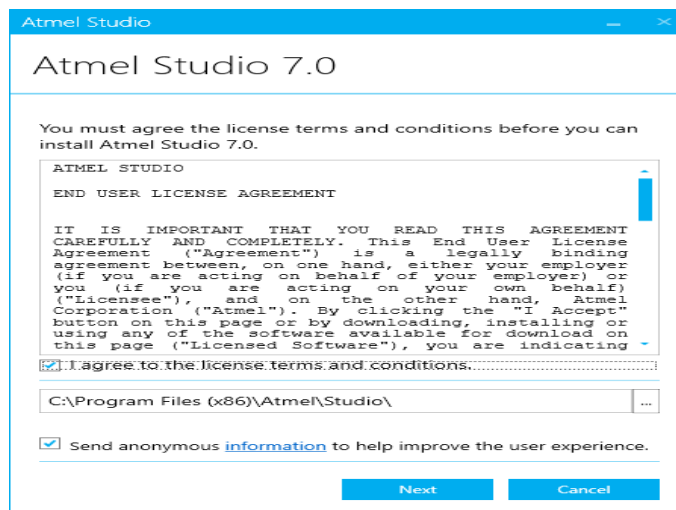 Atmel Studio
Atmel Studio 7.0
You must agree the license terms and conditions before you can
install Atmel Studio 7.0.
ATMEL STUDIO
END USER LICENSE AGREEMENT
IT IS IMPORTANT THAT YOU READ THIS AGREEMENT
CAREFULLY AND COMPLETELY. This End User License
Agreement ("Agreement") is a legally binding
agreement between, on one hand, either your employer
(if you are acting on behalf of your employer) or
you (if you are acting on your own behalf)
("Licensee"), and on the other hand, Atmel
Corporation ("Atmel"). By clicking the "I Accept"
button on this page or by downloading, installing or
using any of the software available for download on
this page ("Licensed Software"), you are indicating
I agree to the license terms and conditions.
C:\Program Files (x86)\Atmel\Studio\ ...
Send anonymous information to help improve the user experience.
Next Cancel